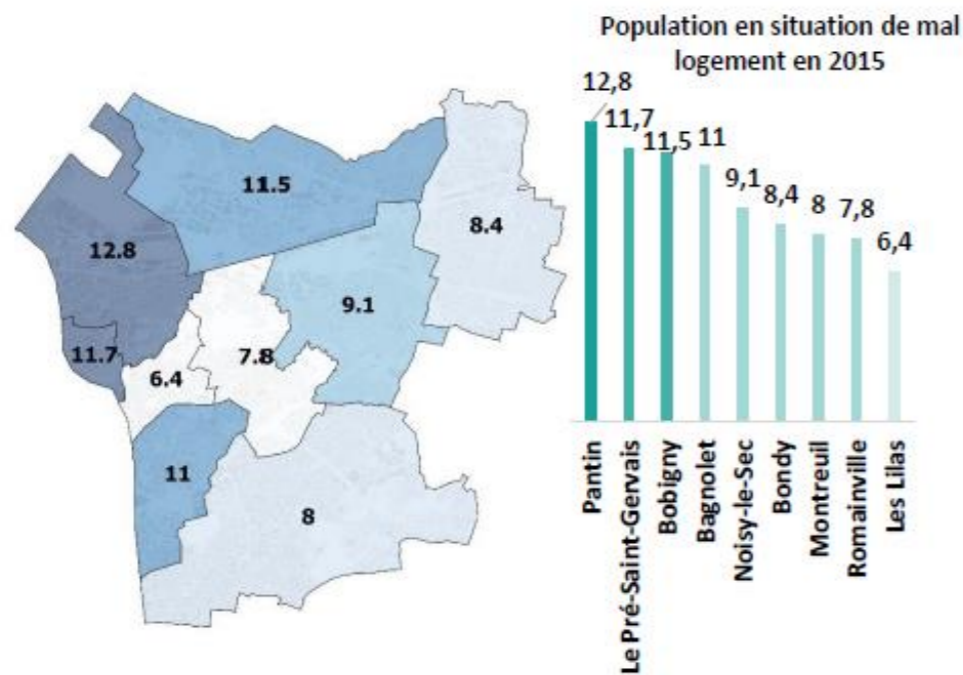 Population en situation de mal
logement en 2015
11.5
8.4
12.8
9.1
11.7
7.8
6.4
11
8
12,8
11,7
11,5
11
9,1
8,4
8
7,8
6,4
Pantin
Le Pré-Saint-Gervais
Bobigny
Bagnolet
Noisy-le-Sec
Bondy
Montreuil
Romainville
Les Lilas